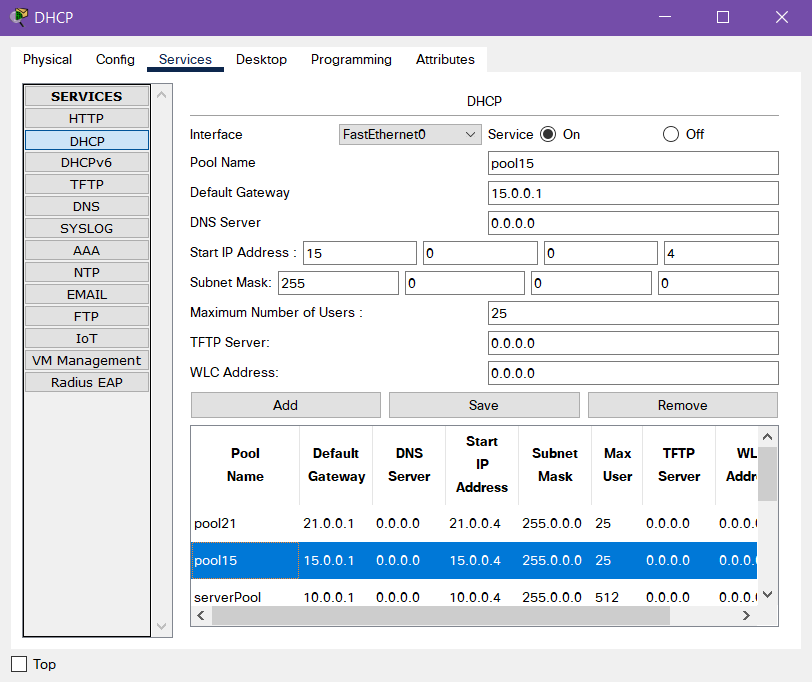 DHCP
Physical Config Services Desktop Programming Attributes
SERVICES
HTTP
DHCP
DHCPv6
TFTP
DNS
SYSLOG
AAA
NTP
EMAIL
FTP
IoT
VM Management
Radius EAP
DHCP
Interface FastEthernet0 Service On Off
Pool Name pool15
Default Gateway 15.0.0.1
DNS Server 0.0.0.0
Start IP Address : 15 0 0 4
Subnet Mask: 255 0 0 0
Maximum Number of Users : 25
TFTP Server: 0.0.0.0
WLC Address: 0.0.0.0
Add Save Remove
Pool Name Default Gateway DNS Server Start IP Address Subnet Mask Max User TFTP Server WL Addr
pool21 21.0.0.1 0.0.0.0 21.0.0.4 255.0.0.0 25 0.0.0.0 0.0.0.
pool15 15.0.0.1 0.0.0.0 15.0.0.4 255.0.0.0 25 0.0.0.0 0.0.0.
serverPool 10.0.0.1 0.0.0.0 10.0.0.4 255.0.0.0 512 0.0.0.0 0.0.0.
Top